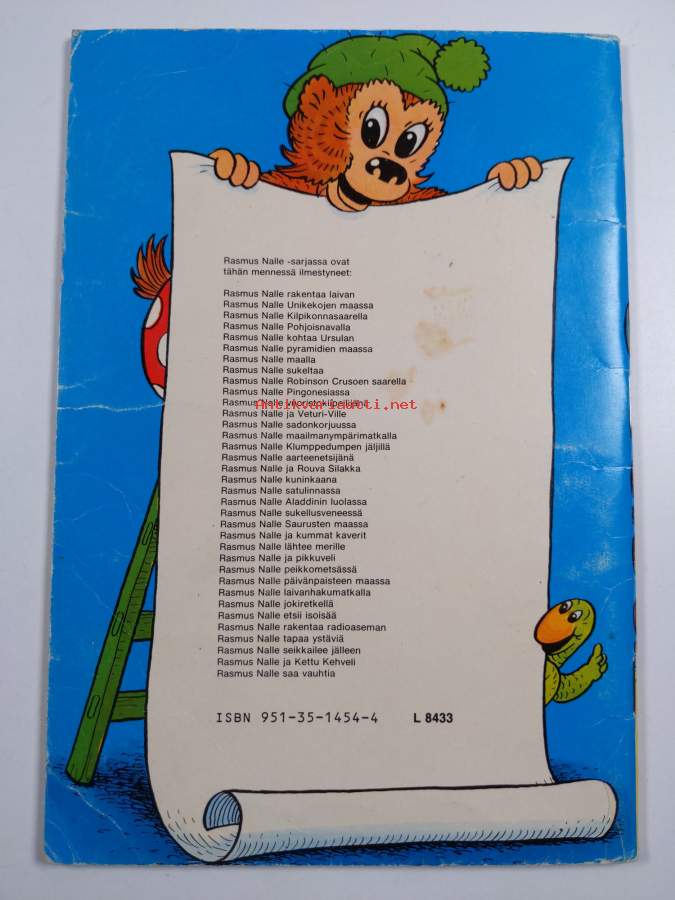 Rasmus Nalle -sarjassa ovat
tähän mennessä ilmestyneet:
Rasmus Nalle rakentaa laivan
Rasmus Nalle Unikekojen maassa
Rasmus Nalle Kilpikonnasaarella
Rasmus Nalle Pohjoisnavalla
Rasmus Nalle kohtaa Ursulan
Rasmus Nalle pyramidien maassa
Rasmus Nalle maalla
Rasmus Nalle sukeltaa
Rasmus Nalle Robinson Crusoen saarella
Rasmus Nalle Pingonesiassa
Rasmus Nalle vuoristokiipeilijänä
Antikvariautti.net
Rasmus Nalle ja Veturi-Ville
Rasmus Nalle sadonkorjuussa
Rasmus Nalle maailmanympärimatkalla
Rasmus Nalle Klumppedumpen jäljillä
Rasmus Nalle aarteenetsijänä
Rasmus Nalle ja Rouva Silakka
Rasmus Nalle kuninkaana
Rasmus Nalle satulinnassa
Rasmus Nalle Aladdinin luolassa
Rasmus Nalle sukellusveneessä
Rasmus Nalle Saurusten maassa
Rasmus Nalle ja kummat kaverit
Rasmus Nalle lähtee merille
Rasmus Nalle ja pikkuveli
Rasmus Nalle peikkometsässä
Rasmus Nalle päivänpaisteen maassa
Rasmus Nalle laivanhakumatkalla
Rasmus Nalle jokiretkellä
Rasmus Nalle etsii isoisää
Rasmus Nalle rakentaa radioaseman
Rasmus Nalle tapaa ystäviä
Rasmus Nalle seikkailee jälleen
Rasmus Nalle ja Kettu Kehveli
Rasmus Nalle saa vauhtia
ISBN 951-35-1454-4 L 8433